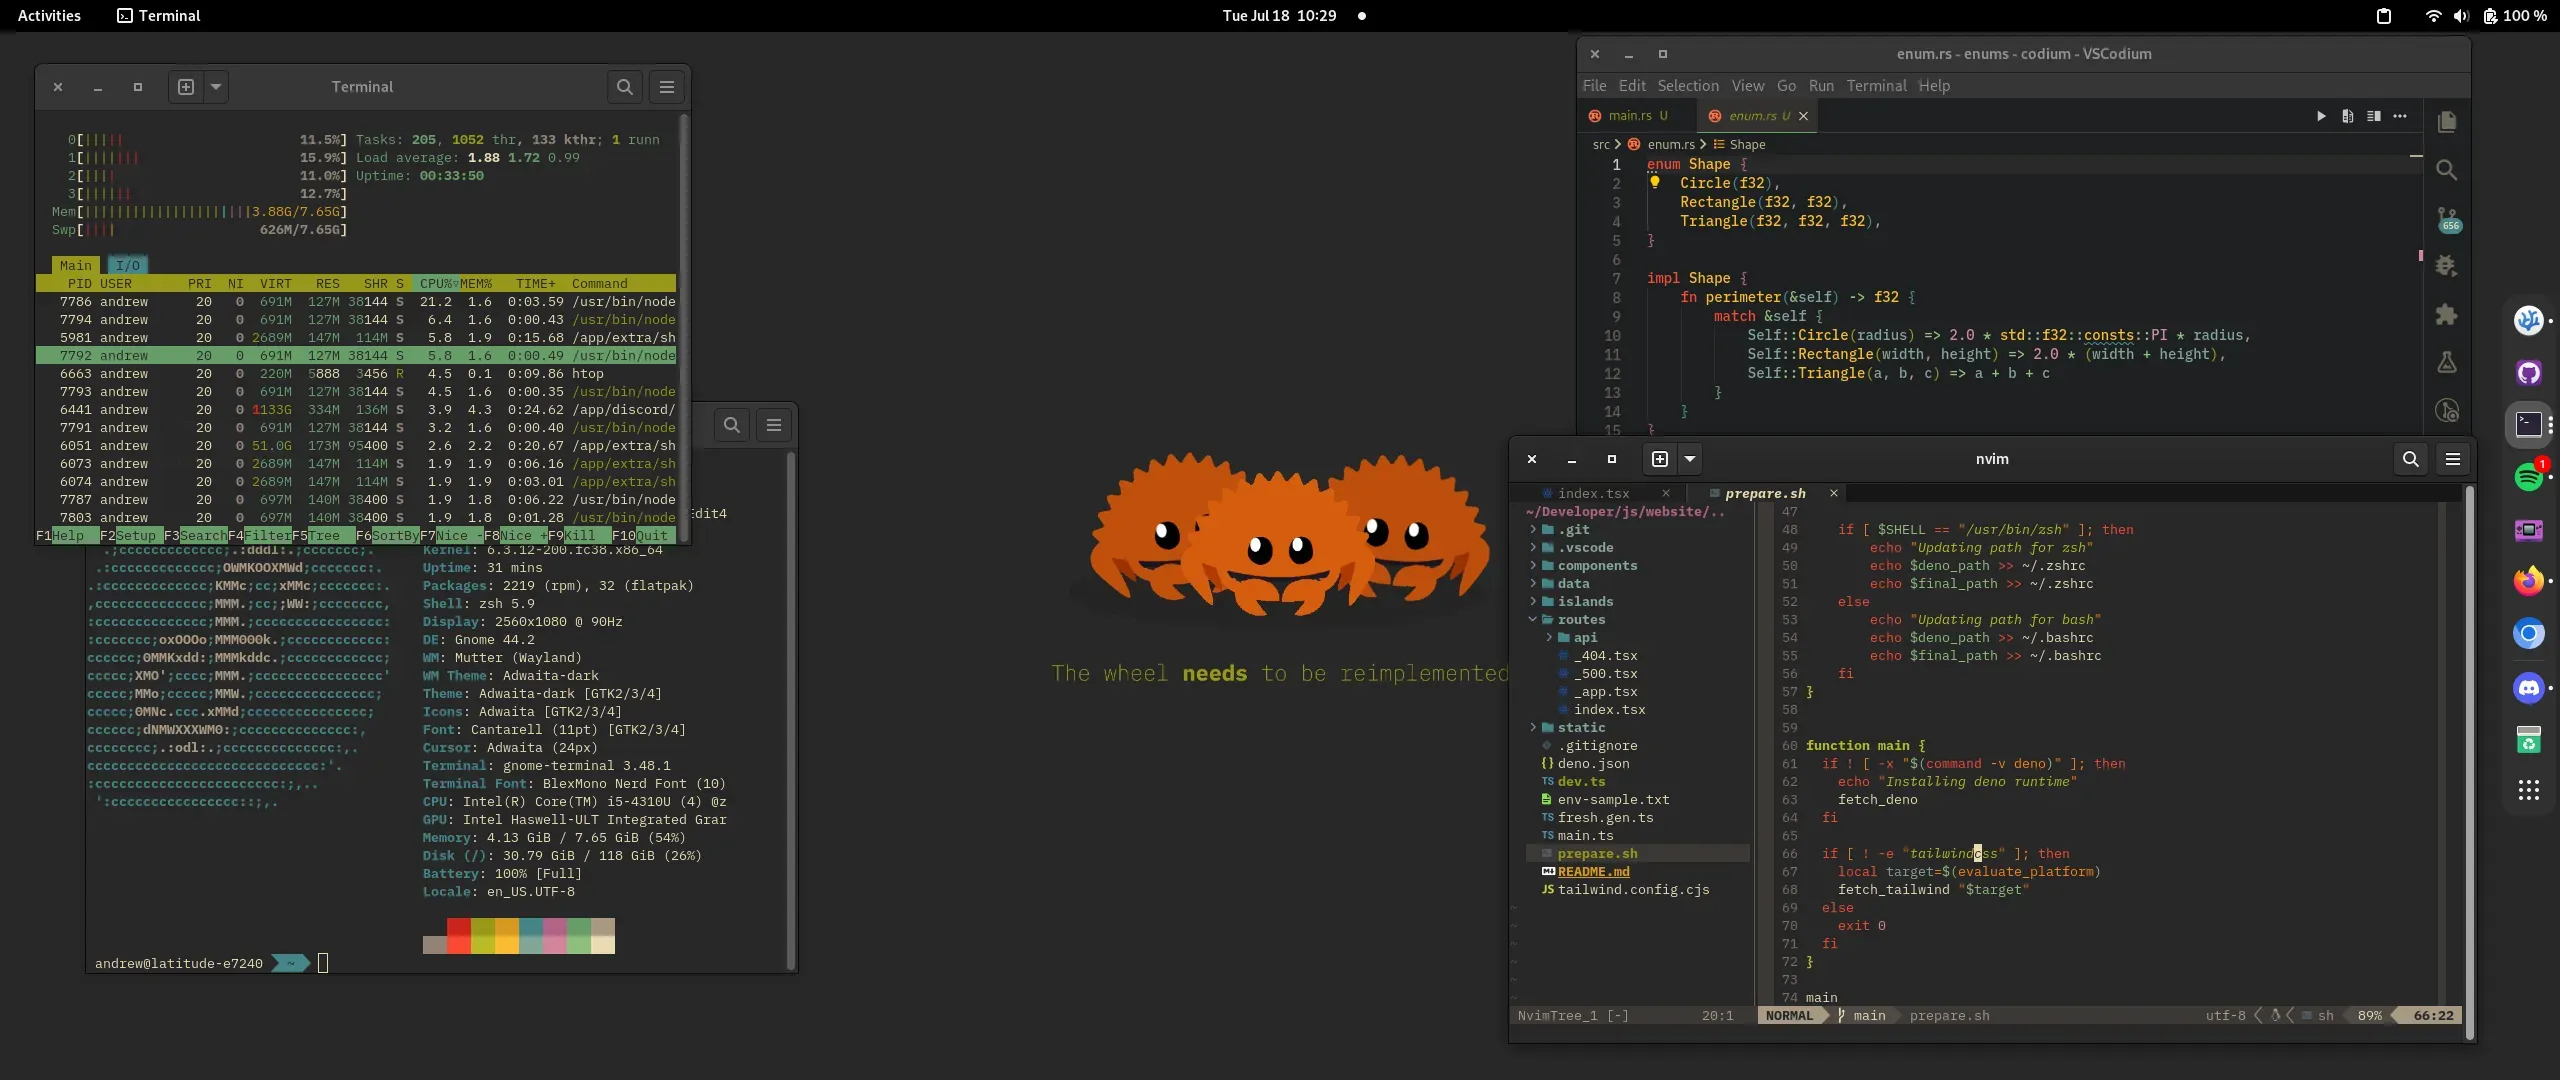 Activities
Terminal
Tue Jul 18 10:29
100 %
Terminal
0[||||| 11.5%] Tasks: 205, 1052 thr, 133 kthr; 1 runn
1[||||||| 15.9%] Load average: 1.88 1.72 0.99
2[|||| 11.0%] Uptime: 00:33:50
3[|||||| 12.7%]
Mem[|||||||||||||||||||||3.88G/7.65G]
Swp[|||| 626M/7.65G]
Main I/O
PID USER PRI NI VIRT RES SHR S CPU%▽MEM% TIME+ Command
7786 andrew 20 0 691M 127M 38144 S 21.2 1.6 0:03.59 /usr/bin/node
7794 andrew 20 0 691M 127M 38144 S 6.4 1.6 0:00.43 /usr/bin/node
5981 andrew 20 0 2689M 147M 114M S 5.8 1.9 0:15.68 /app/extra/sh
7792 andrew 20 0 691M 127M 38144 S 5.8 1.6 0:00.49 /usr/bin/node
6663 andrew 20 0 220M 5888 3456 R 4.5 0.1 0:09.86 htop
7793 andrew 20 0 691M 127M 38144 S 4.5 1.6 0:00.35 /usr/bin/node
6441 andrew 20 0 1133G 334M 136M S 3.9 4.3 0:24.62 /app/discord/
7791 andrew 20 0 691M 127M 38144 S 3.2 1.6 0:00.40 /usr/bin/node
6051 andrew 20 0 51.0G 173M 95400 S 2.6 2.2 0:20.67 /app/extra/sh
6073 andrew 20 0 2689M 147M 114M S 1.9 1.9 0:06.16 /app/extra/sh
6074 andrew 20 0 2689M 147M 114M S 1.9 1.9 0:03.01 /app/extra/sh
7787 andrew 20 0 697M 140M 38400 S 1.9 1.8 0:06.22 /usr/bin/node
7803 andrew 20 0 697M 140M 38400 S 1.9 1.8 0:01.28 /usr/bin/node
F1Help F2Setup F3SearchF4FilterF5Tree F6SortByF7Nice -F8Nice +F9Kill F10Quit
Kernel: 6.3.12-200.fc38.x86_64
Uptime: 31 mins
Packages: 2219 (rpm), 32 (flatpak)
Shell: zsh 5.9
Display: 2560x1080 @ 90Hz
DE: Gnome 44.2
WM: Mutter (Wayland)
WM Theme: Adwaita-dark
Theme: Adwaita-dark [GTK2/3/4]
Icons: Adwaita [GTK2/3/4]
Font: Cantarell (11pt) [GTK2/3/4]
Cursor: Adwaita (24px)
Terminal: gnome-terminal 3.48.1
Terminal Font: BlexMono Nerd Font (10)
CPU: Intel(R) Core(TM) i5-4310U (4) @z
GPU: Intel Haswell-ULT Integrated Grar
Memory: 4.13 GiB / 7.65 GiB (54%)
Disk (/): 30.79 GiB / 118 GiB (26%)
Battery: 100% [Full]
Locale: en_US.UTF-8
andrew@latitude-e7240 ~
The wheel needs to be reimplemented
enum.rs - enums - codium - VSCodium
File Edit Selection View Go Run Terminal Help
main.rs U
enum.rs U
src > enum.rs > Shape
1 enum Shape {
2 Circle(f32),
3 Rectangle(f32, f32),
4 Triangle(f32, f32, f32),
5 }
6
7 impl Shape {
8 fn perimeter(&self) -> f32 {
9 match &self {
10 Self::Circle(radius) => 2.0 * std::f32::consts::PI * radius,
11 Self::Rectangle(width, height) => 2.0 * (width + height),
12 Self::Triangle(a, b, c) => a + b + c
13 }
14 }
15 }
656
nvim
index.tsx
prepare.sh
~/Developer/js/website/..
.git
.vscode
components
data
islands
routes
api
_404.tsx
_500.tsx
_app.tsx
index.tsx
static
.gitignore
{} deno.json
TS dev.ts
env-sample.txt
TS fresh.gen.ts
TS main.ts
prepare.sh
README.md
JS tailwind.config.cjs
NvimTree_1 [-] 20:1
47
48 if [ $SHELL == "/usr/bin/zsh" ]; then
49 echo "Updating path for zsh"
50 echo $deno_path >> ~/.zshrc
51 echo $final_path >> ~/.zshrc
52 else
53 echo "Updating path for bash"
54 echo $deno_path >> ~/.bashrc
55 echo $final_path >> ~/.bashrc
56 fi
57 }
58
59
60 function main {
61 if ! [ -x "$(command -v deno)" ]; then
62 echo "Installing deno runtime"
63 fetch_deno
64 fi
65
66 if [ ! -e "tailwindcss" ]; then
67 local target=$(evaluate_platform)
68 fetch_tailwind "$target"
69 else
70 exit 0
71 fi
72 }
73
74 main
NORMAL main prepare.sh utf-8 sh 89% 66:22
1